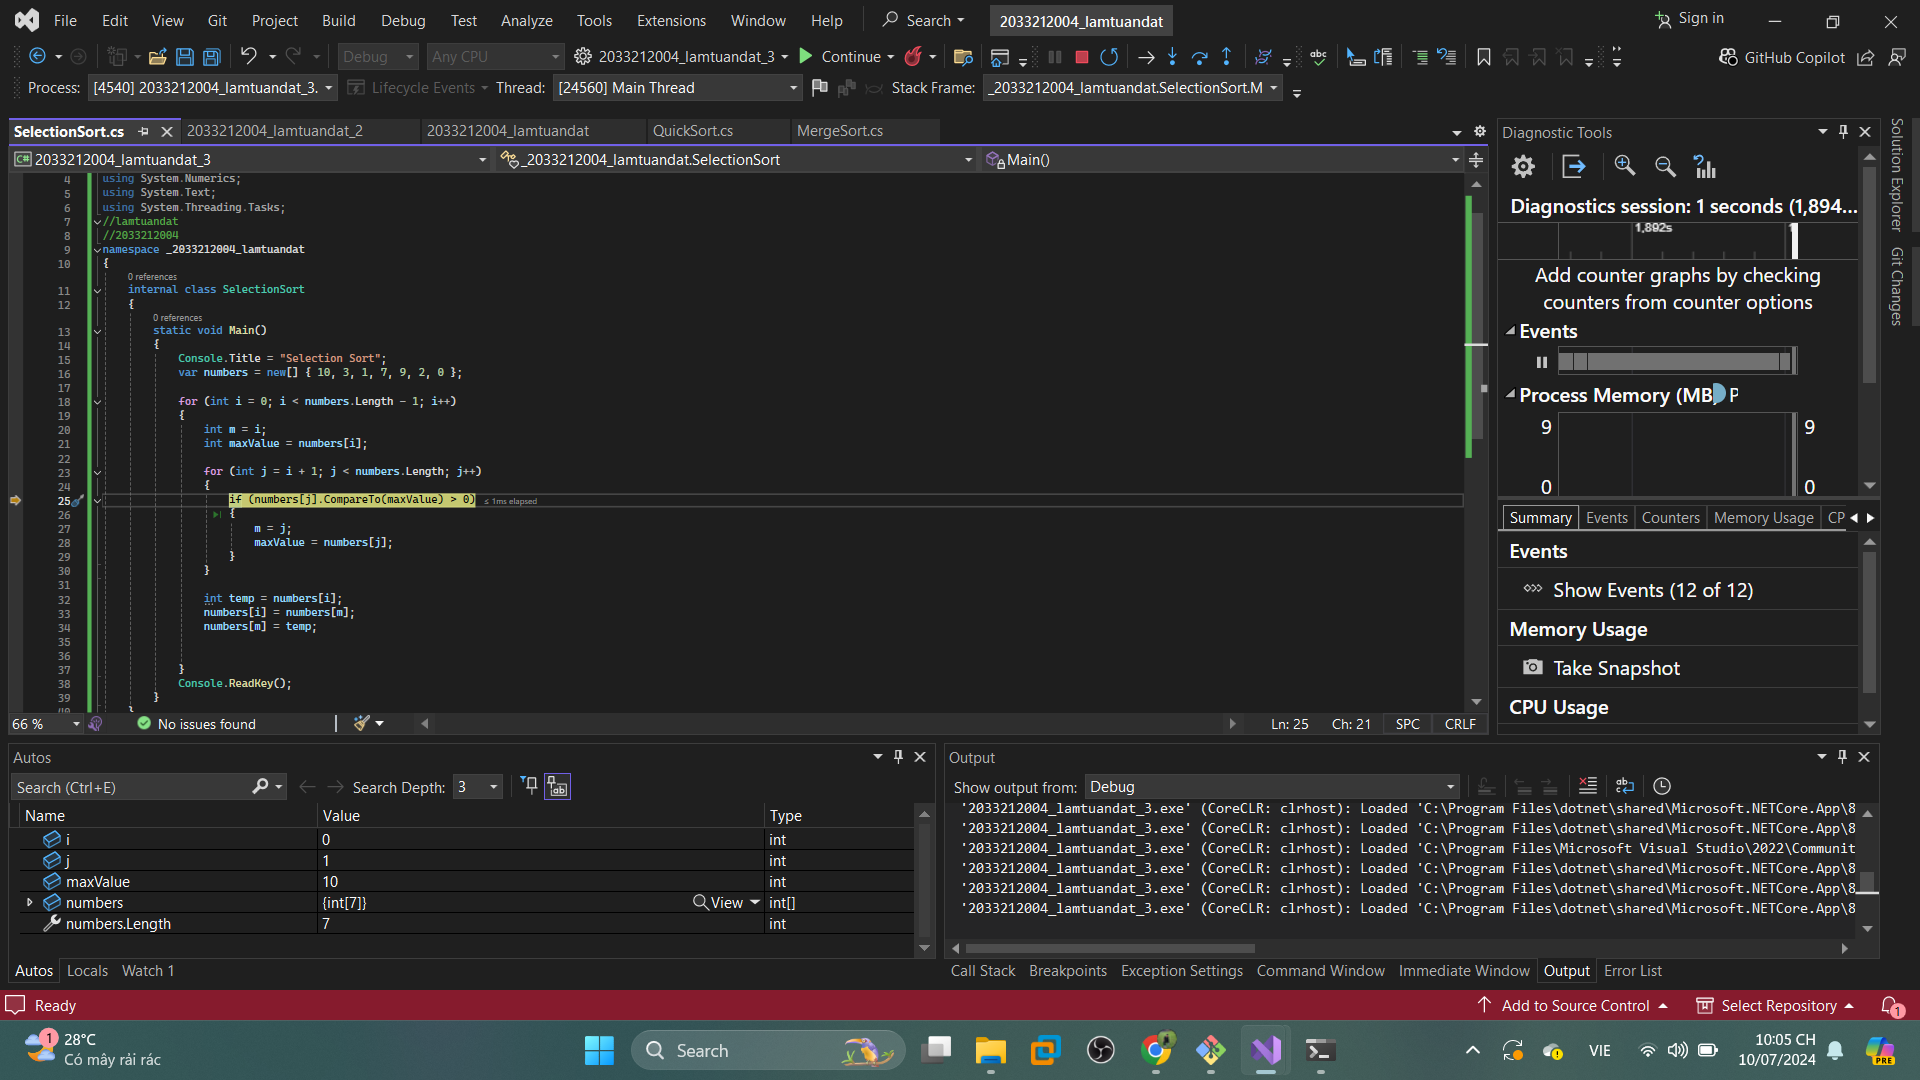 File Edit View Git Project Build Debug Test Analyze Tools Extensions Window Help Search 2033212004_lamtuandat Sign in
Debug Any CPU 2033212004_lamtuandat_3 Continue GitHub Copilot
Process: [4540] 2033212004_lamtuandat_3. Lifecycle Events Thread: [24560] Main Thread Stack Frame: _2033212004_lamtuandat.SelectionSort.M
SelectionSort.cs 2033212004_lamtuandat_2 2033212004_lamtuandat QuickSort.cs MergeSort.cs
2033212004_lamtuandat_3 _2033212004_lamtuandat.SelectionSort Main()
4 using System.Numerics;
5 using System.Text;
6 using System.Threading.Tasks;
7 //lamtuandat
8 //2033212004
9 namespace _2033212004_lamtuandat
10 {
0 references
11 internal class SelectionSort
12 {
0 references
13 static void Main()
14 {
15 Console.Title = "Selection Sort";
16 var numbers = new[] { 10, 3, 1, 7, 9, 2, 0 };
17
18 for (int i = 0; i < numbers.Length - 1; i++)
19 {
20 int m = i;
21 int maxValue = numbers[i];
22
23 for (int j = i + 1; j < numbers.Length; j++)
24 {
25 if (numbers[j].CompareTo(maxValue) > 0) ≤ 1ms elapsed
26 {
27 m = j;
28 maxValue = numbers[j];
29 }
30 }
31
32 int temp = numbers[i];
33 numbers[i] = numbers[m];
34 numbers[m] = temp;
35
36
37 }
38 Console.ReadKey();
39 }
40 }
66 % No issues found Ln: 25 Ch: 21 SPC CRLF
Diagnostic Tools
Diagnostics session: 1 seconds (1,894...
1,892s
Add counter graphs by checking
counters from counter options
Events
Process Memory (MB) P
9 9
0 0
Summary Events Counters Memory Usage CP
Events
Show Events (12 of 12)
Memory Usage
Take Snapshot
CPU Usage
Solution Explorer
Git Changes
Autos
Search (Ctrl+E) Search Depth: 3
Name Value Type
i 0 int
j 1 int
maxValue 10 int
numbers {int[7]} View int[]
numbers.Length 7 int
Autos Locals Watch 1
Output
Show output from: Debug
'2033212004_lamtuandat_3.exe' (CoreCLR: clrhost): Loaded 'C:\Program Files\dotnet\shared\Microsoft.NETCore.App\8
'2033212004_lamtuandat_3.exe' (CoreCLR: clrhost): Loaded 'C:\Program Files\dotnet\shared\Microsoft.NETCore.App\8
'2033212004_lamtuandat_3.exe' (CoreCLR: clrhost): Loaded 'C:\Program Files\Microsoft Visual Studio\2022\Communit
'2033212004_lamtuandat_3.exe' (CoreCLR: clrhost): Loaded 'C:\Program Files\dotnet\shared\Microsoft.NETCore.App\8
'2033212004_lamtuandat_3.exe' (CoreCLR: clrhost): Loaded 'C:\Program Files\dotnet\shared\Microsoft.NETCore.App\8
'2033212004_lamtuandat_3.exe' (CoreCLR: clrhost): Loaded 'C:\Program Files\dotnet\shared\Microsoft.NETCore.App\8
Call Stack Breakpoints Exception Settings Command Window Immediate Window Output Error List
Ready Add to Source Control Select Repository 1
1 28°C
Có mây rải rác
Search
VIE
10:05 CH
10/07/2024
PRE